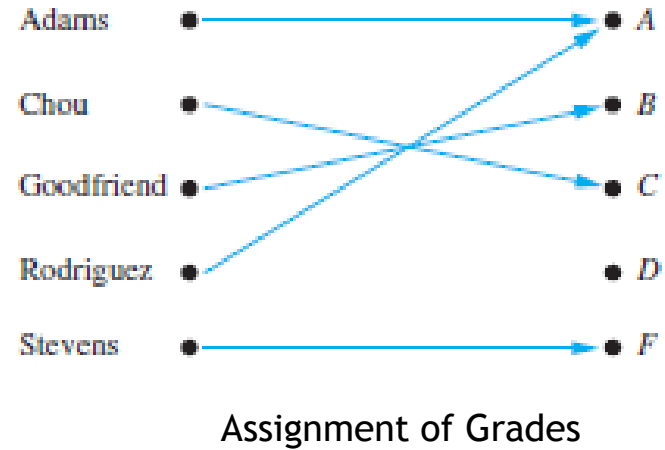 Adams A
Chou B
Goodfriend C
Rodriguez D
Stevens F
Assignment of Grades